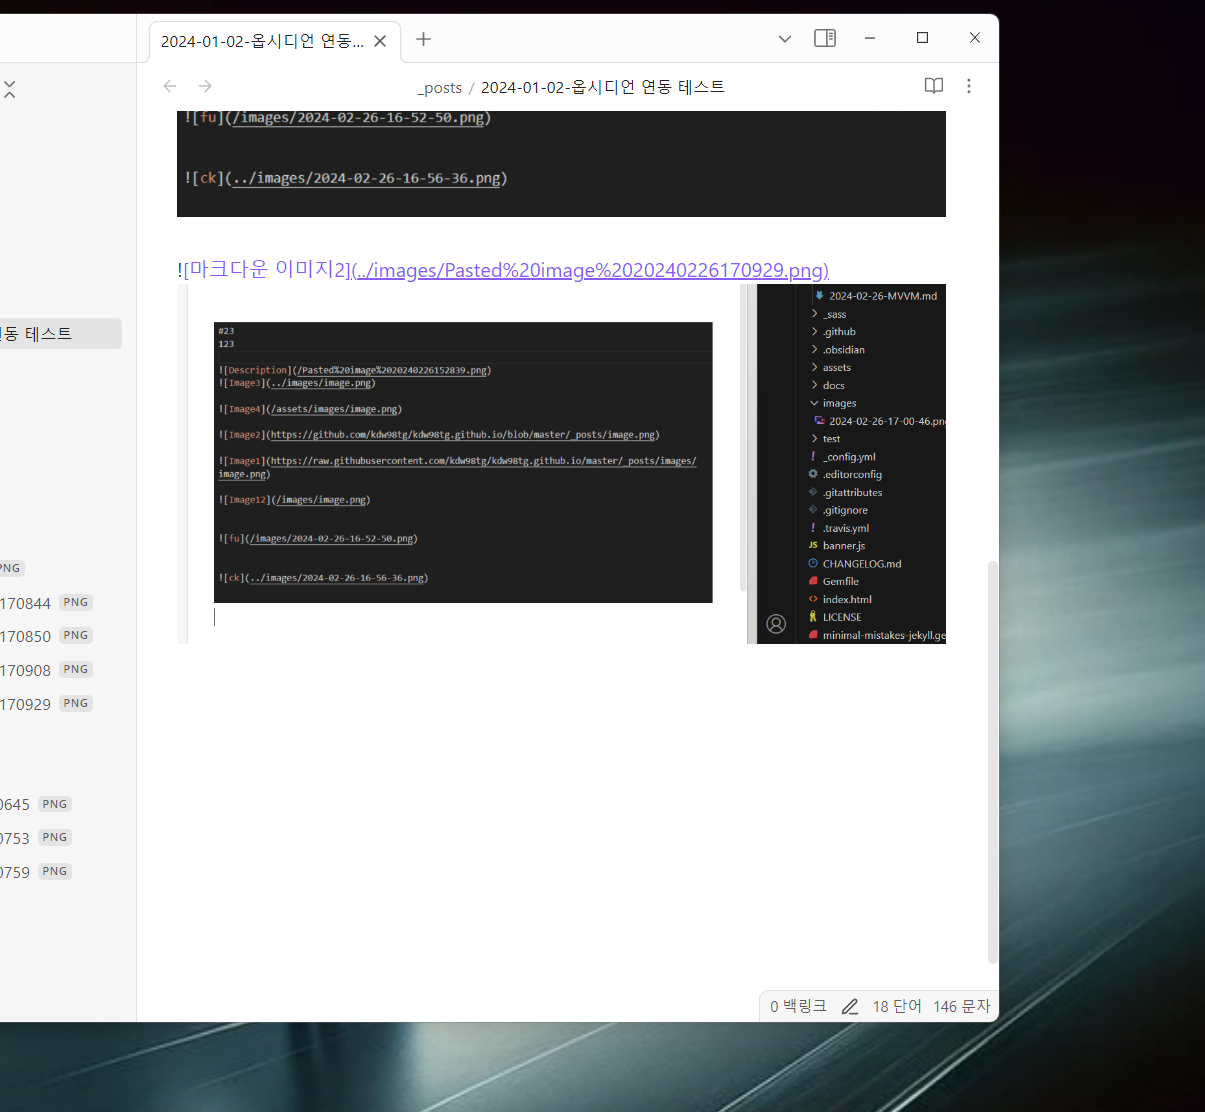 2024-01-02-옵시디언 연동...
_posts / 2024-01-02-옵시디언 연동 테스트
![fu](/images/2024-02-26-16-52-50.png)
![ck](../images/2024-02-26-16-56-36.png)
![마크다운 이미지2](../images/Pasted%20image%2020240226170929.png)
#23
123
![Description](/Pasted%20image%2020240226152839.png)
![Image3](../images/image.png)
![Image4](/assets/images/image.png)
![Image2](https://github.com/kdw98tg/kdw98tg.github.io/blob/master/_posts/image.png)
![Image1](https://raw.githubusercontent.com/kdw98tg/kdw98tg.github.io/master/_posts/images/
image.png)
![Image12](/images/image.png)
![fu](/images/2024-02-26-16-52-50.png)
![ck](../images/2024-02-26-16-56-36.png)
2024-02-26-MVVM.md
_sass
.github
.obsidian
assets
docs
images
2024-02-26-17-00-46.png
test
_config.yml
.editorconfig
.gitattributes
.gitignore
.travis.yml
banner.js
CHANGELOG.md
Gemfile
index.html
LICENSE
minimal-mistakes-jekyll.ge
연동 테스트
PNG
170844 PNG
170850 PNG
170908 PNG
170929 PNG
0645 PNG
0753 PNG
0759 PNG
0 백링크 18 단어 146 문자